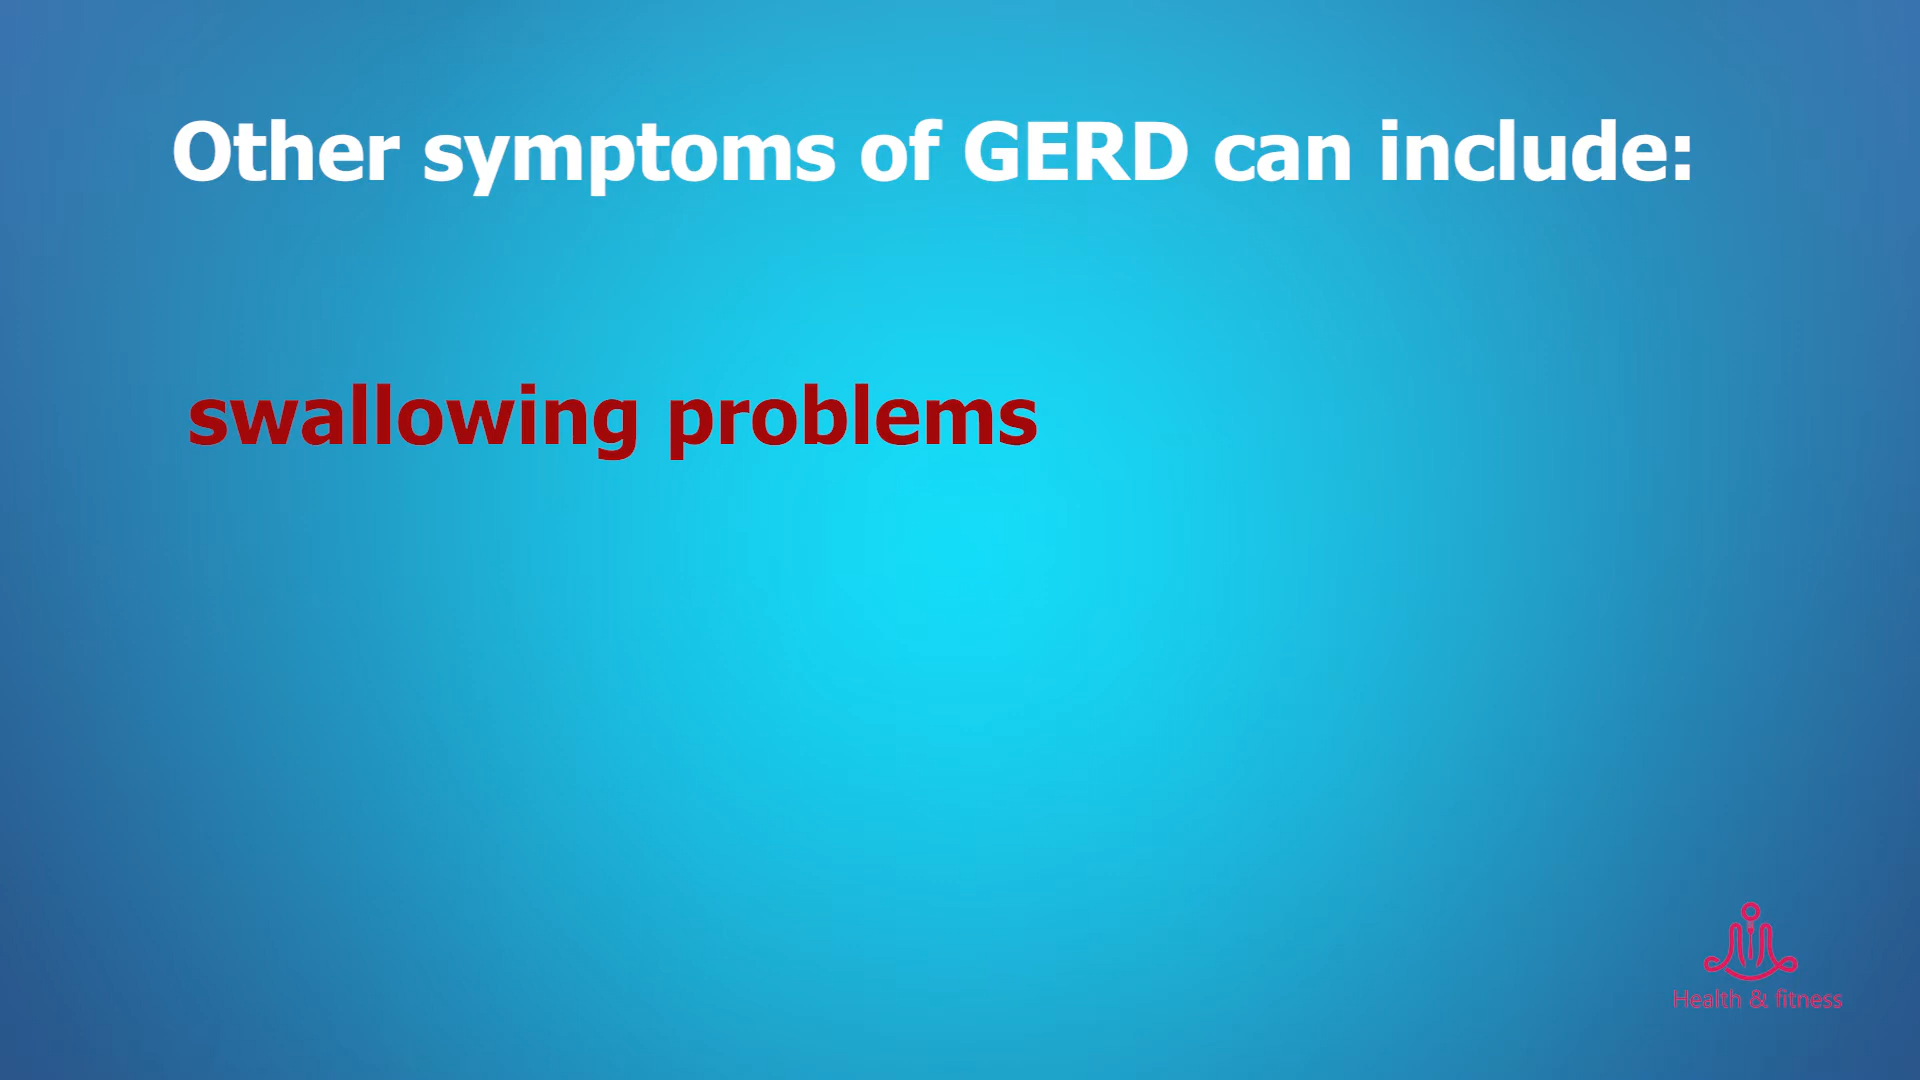 Other symptoms of GERD can include:
swallowing problems
Health & fitness